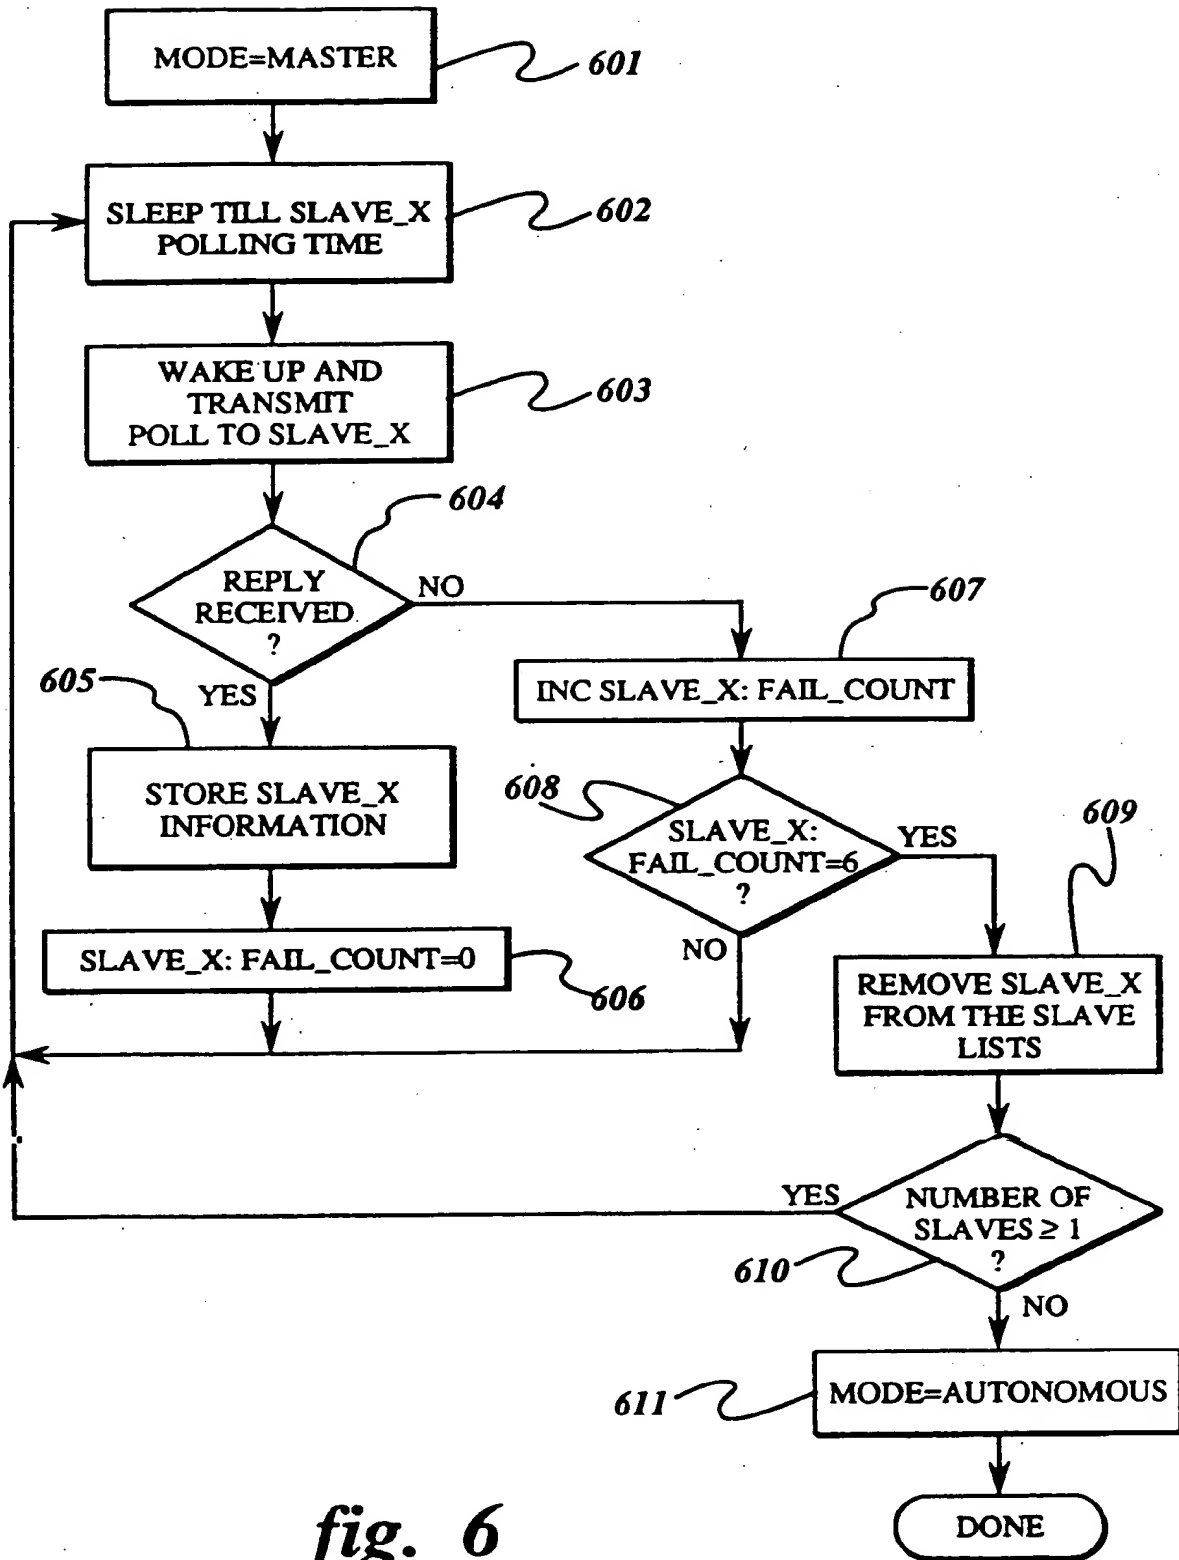 MODE=MASTER
601
SLEEP TILL SLAVE_X
POLLING TIME
602
WAKE UP AND
TRANSMIT
POLL TO SLAVE_X
603
604
REPLY
RECEIVED
?
NO
YES
607
INC SLAVE_X: FAIL_COUNT
605
STORE SLAVE_X
INFORMATION
608
SLAVE_X:
FAIL_COUNT=6
?
YES
NO
609
SLAVE_X: FAIL_COUNT=0
606
REMOVE SLAVE_X
FROM THE SLAVE
LISTS
YES
NUMBER OF
SLAVES ≥ 1
?
610
NO
MODE=AUTONOMOUS
611
DONE
fig. 6